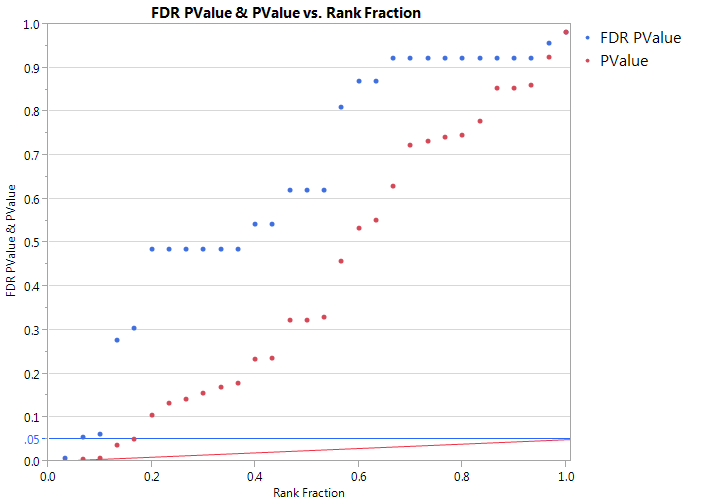 FDR PValue & PValue vs. Rank Fraction
1.0
0.9
0.8
0.7
0.6
0.5
0.4
0.3
0.2
0.1
.05
0.0
FDR PValue & PValue
0.0 0.2 0.4 0.6 0.8 1.0
Rank Fraction
FDR PValue
PValue